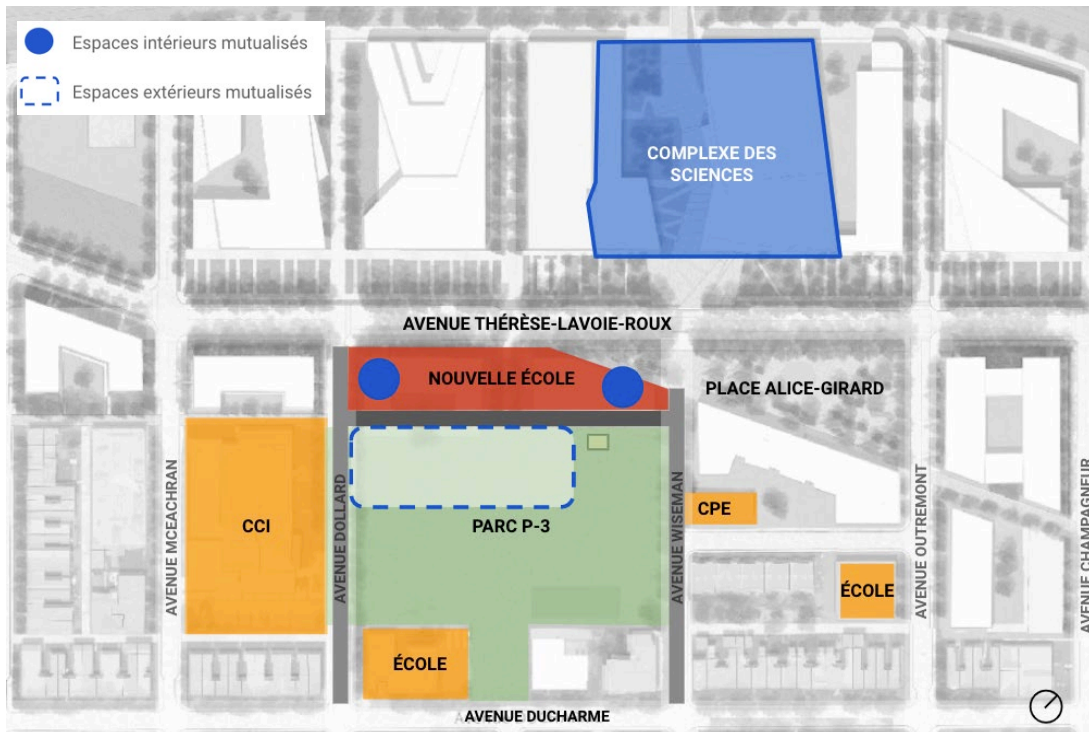 Espaces intérieurs mutualisés
Espaces extérieurs mutualisés
COMPLEXE DES
SCIENCES
AVENUE THÉRÈSE-LAVOIE-ROUX
NOUVELLE ÉCOLE
PLACE ALICE-GIRARD
AVENUE MCEACHRAN
CCI
AVENUE DOLLARD
PARC P-3
AVENUE WISEMAN
CPE
ÉCOLE
AVENUE OUTREMONT
AVENUE CHAMPAGNEUR
ÉCOLE
AVENUE DUCHARME